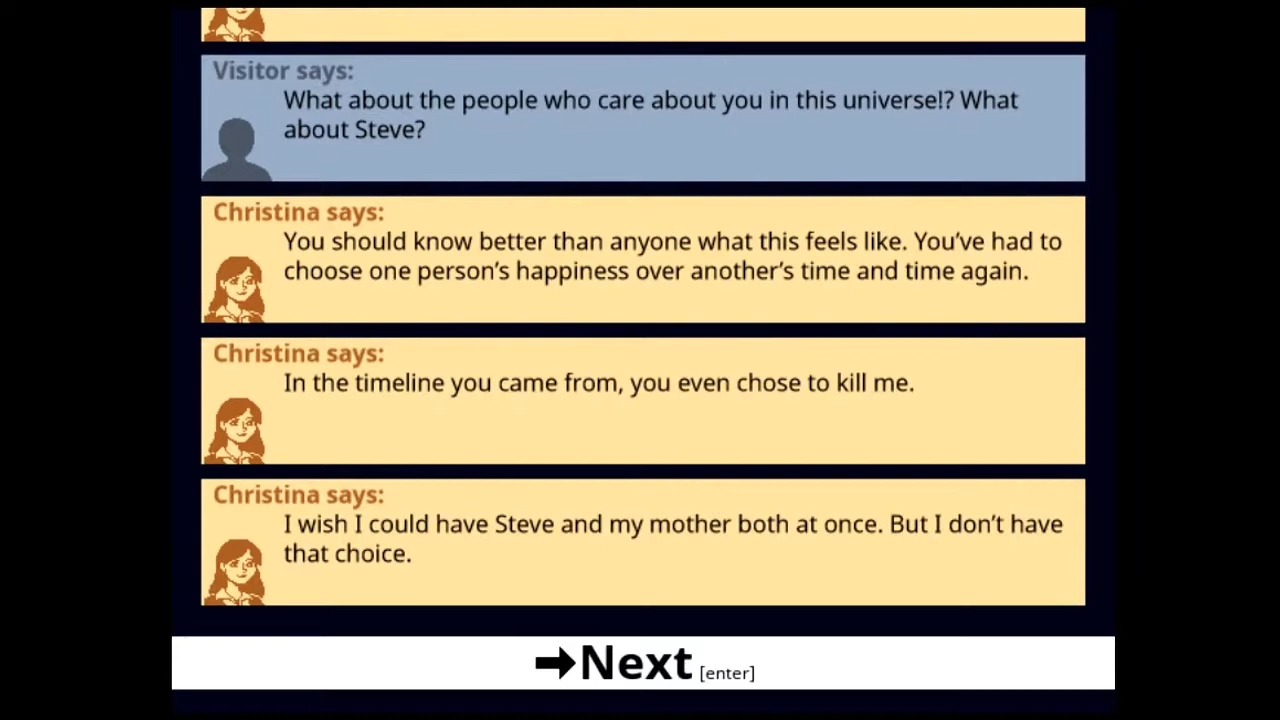 Visitor says:
What about the people who care about you in this universe!? What
about Steve?
Christina says:
You should know better than anyone what this feels like. You’ve had to
choose one person’s happiness over another’s time and time again.
Christina says:
In the timeline you came from, you even chose to kill me.
Christina says:
I wish I could have Steve and my mother both at once. But I don’t have
that choice.
➡Next [enter]